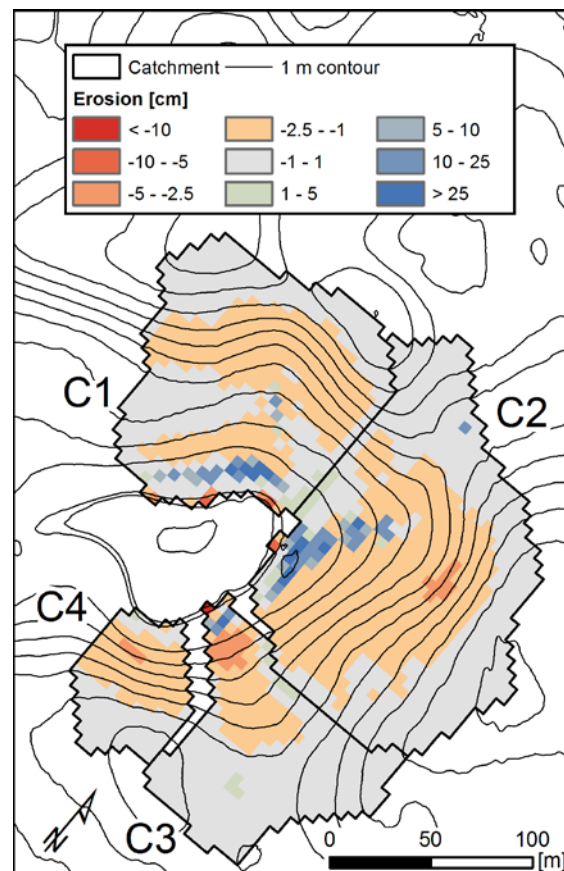 Catchment 1 m contour
Erosion [cm]
< -10 -2.5 - -1 5 - 10
-10 - -5 -1 - 1 10 - 25
-5 - -2.5 1 - 5 > 25
C1
C2
C4
C3
N
0 50 100
[m]